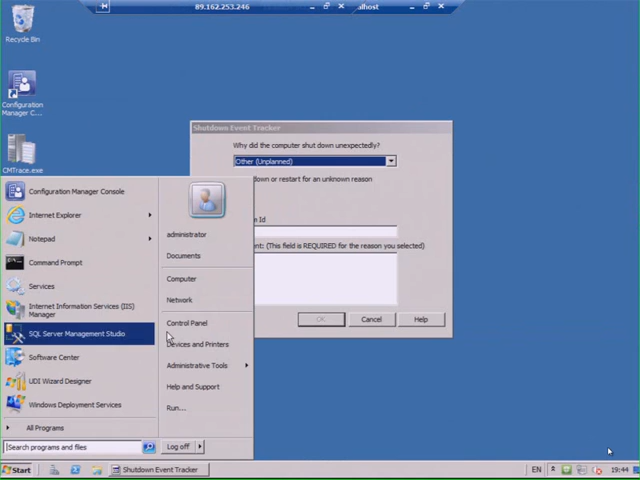 89.162.253.246
alhost
Recycle Bin
Configuration
Manager C...
CMTrace.exe
Shutdown Event Tracker
Why did the computer shut down unexpectedly?
Other (Unplanned)
down or restart for an unknown reason
Id
ent: (This field is REQUIRED for the reason you selected)
OK
Cancel
Help
Configuration Manager Console
Internet Explorer
Notepad
Command Prompt
Services
Internet Information Services (IIS)
Manager
SQL Server Management Studio
Software Center
UDI Wizard Designer
Windows Deployment Services
All Programs
Search programs and files
administrator
Documents
Computer
Network
Control Panel
Devices and Printers
Administrative Tools
Help and Support
Run...
Log off
Start
Shutdown Event Tracker
EN
19:44